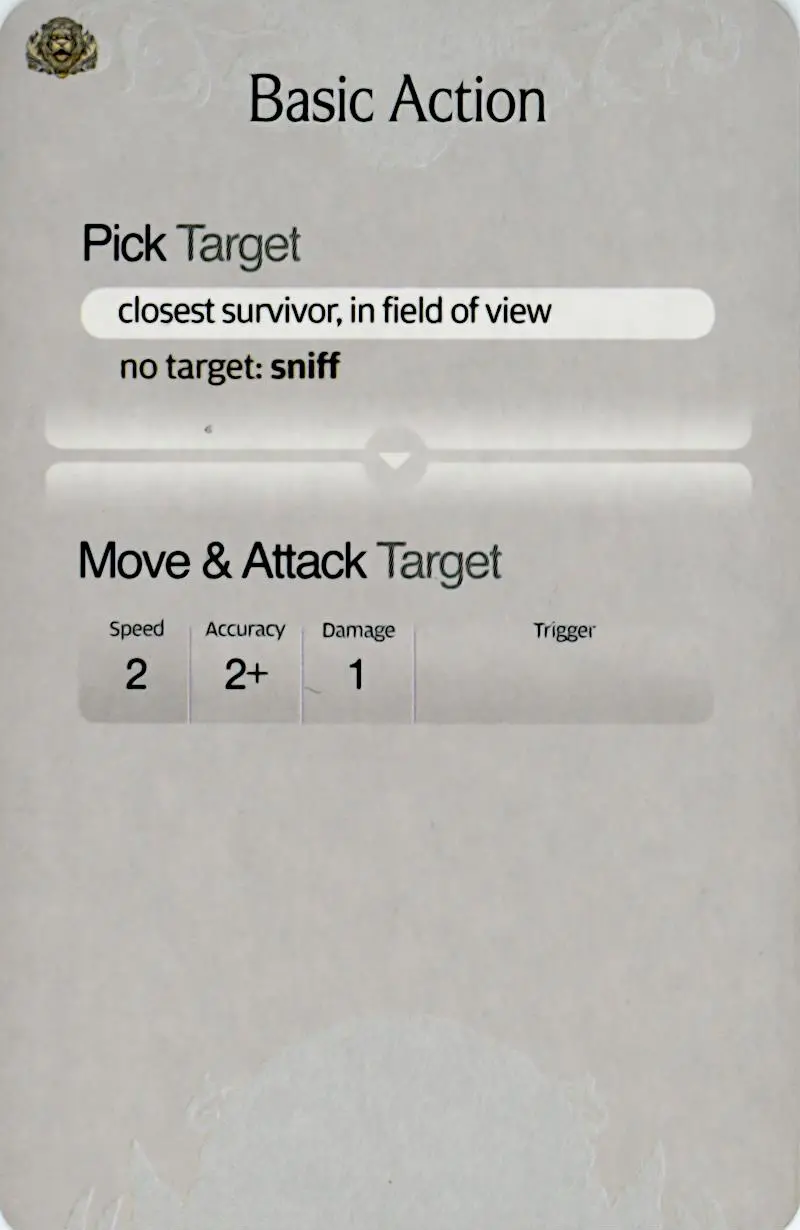 Basic Action
Pick Target
closest survivor, in field of view
no target: sniff
Move & Attack Target
Speed Accuracy Damage Trigger
2 2+ 1